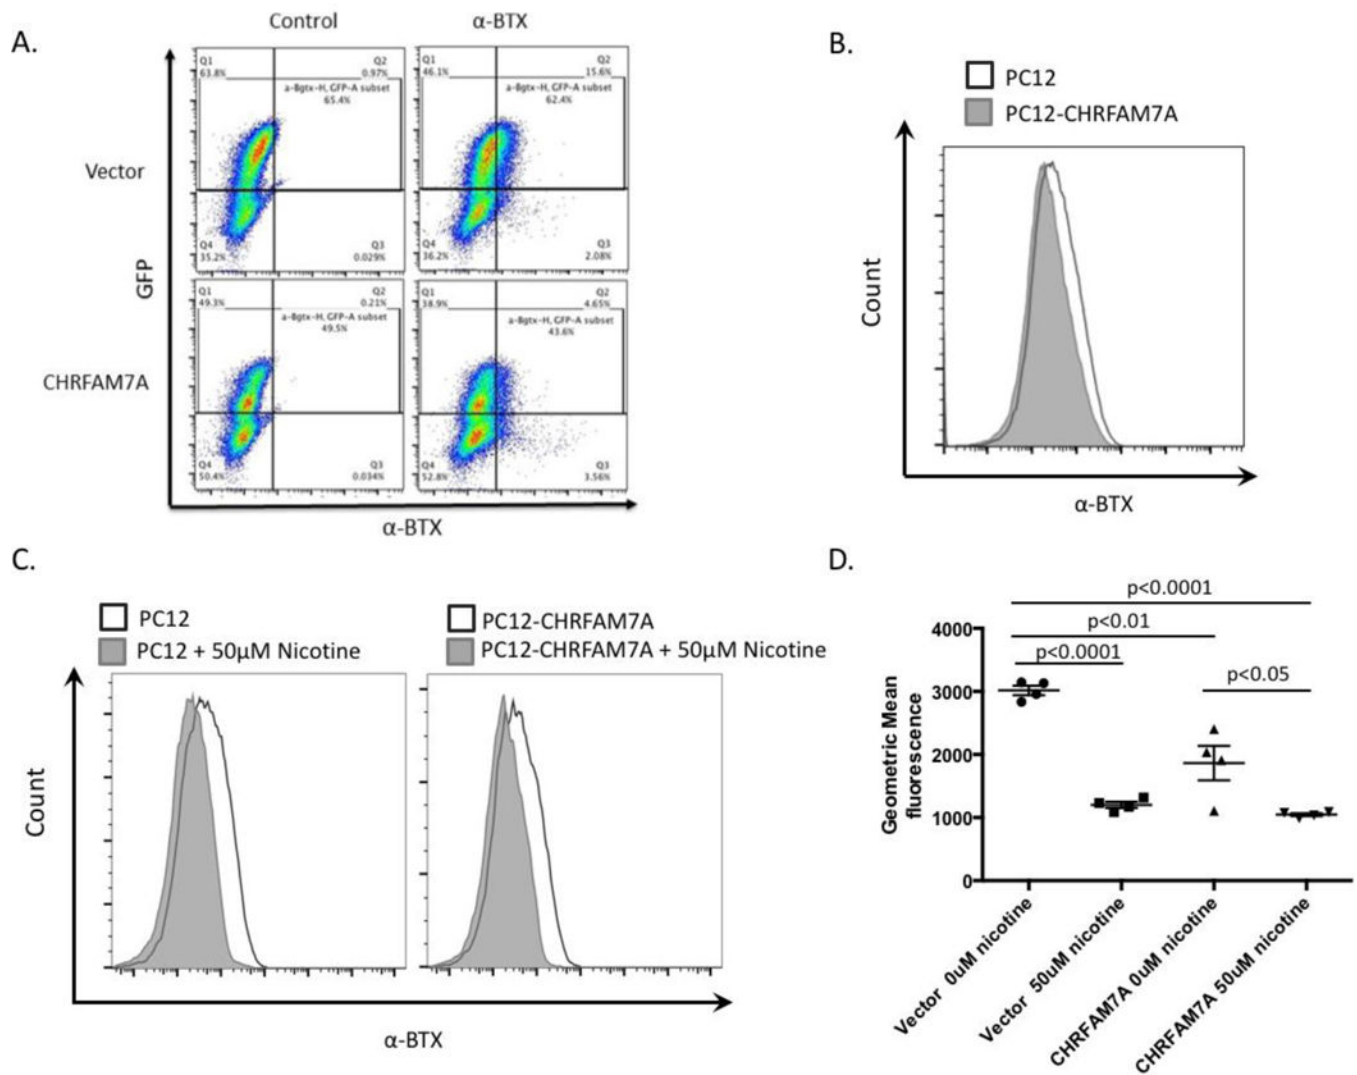 A.
Control
α-BTX
Q1
63.8%
Q2
0.97%
a-Bgtx-H, GFP-A subset
65.4%
Q4
35.2%
Q3
0.029%
Q1
46.1%
Q2
15.6%
a-Bgtx-H, GFP-A subset
62.4%
Q4
36.2%
Q3
2.08%
Vector
GFP
CHRFAM7A
Q1
49.3%
Q2
0.21%
a-Bgtx-H, GFP-A subset
49.5%
Q4
50.4%
Q3
0.034%
Q1
38.9%
Q2
4.65%
a-Bgtx-H, GFP-A subset
43.6%
Q4
52.8%
Q3
3.56%
α-BTX
B.
PC12
PC12-CHRFAM7A
Count
α-BTX
C.
PC12
PC12 + 50μM Nicotine
PC12-CHRFAM7A
PC12-CHRFAM7A + 50μM Nicotine
Count
α-BTX
D.
p<0.0001
p<0.01
p<0.0001
p<0.05
Geometric Mean
fluorescence
4000
3000
2000
1000
0
Vector 0uM nicotine
Vector 50uM nicotine
CHRFAM7A 0uM nicotine
CHRFAM7A 50uM nicotine